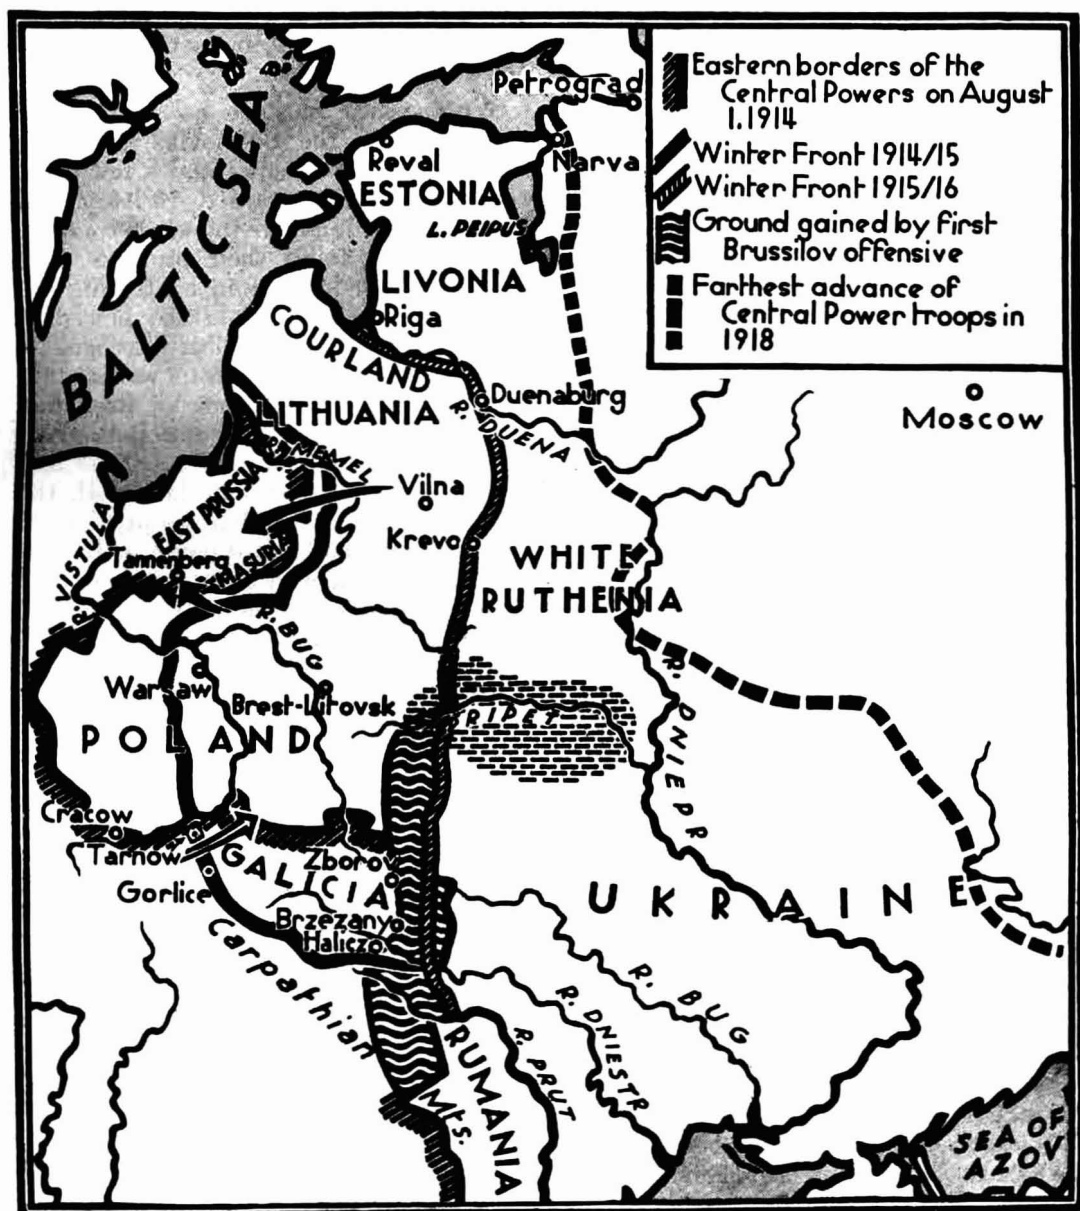 Eastern borders of the
Central Powers on August
1.1914
Winter Front 1914/15
Winter Front 1915/16
Ground gained by first
Brussilov offensive
Farthest advance of
Central Power troops in
1918
Petrograd
Reval
Narva
ESTONIA
L. PEIPUS
BALTIC SEA
LIVONIA
Riga
COURLAND
Moscow
Duenaburg
LITHUANIA
R. DUENA
R. MEMEL
Vilna
EAST PRUSSIA
R. VISTULA
Krevo
Tannenberg
MASURIA
WHITE
RUTHENIA
R. BUG
Warsaw
Brest-Litovsk
PRIPET
R. DNIEPR
POLAND
Cracow
Tarnow
GALICIA
Zborov
Gorlice
UKRAINE
Brzezany
Haliczo
Carpathian
Mts.
R. BUG
R. DNIESTR
R. PRUT
RUMANIA
SEA OF
AZOV